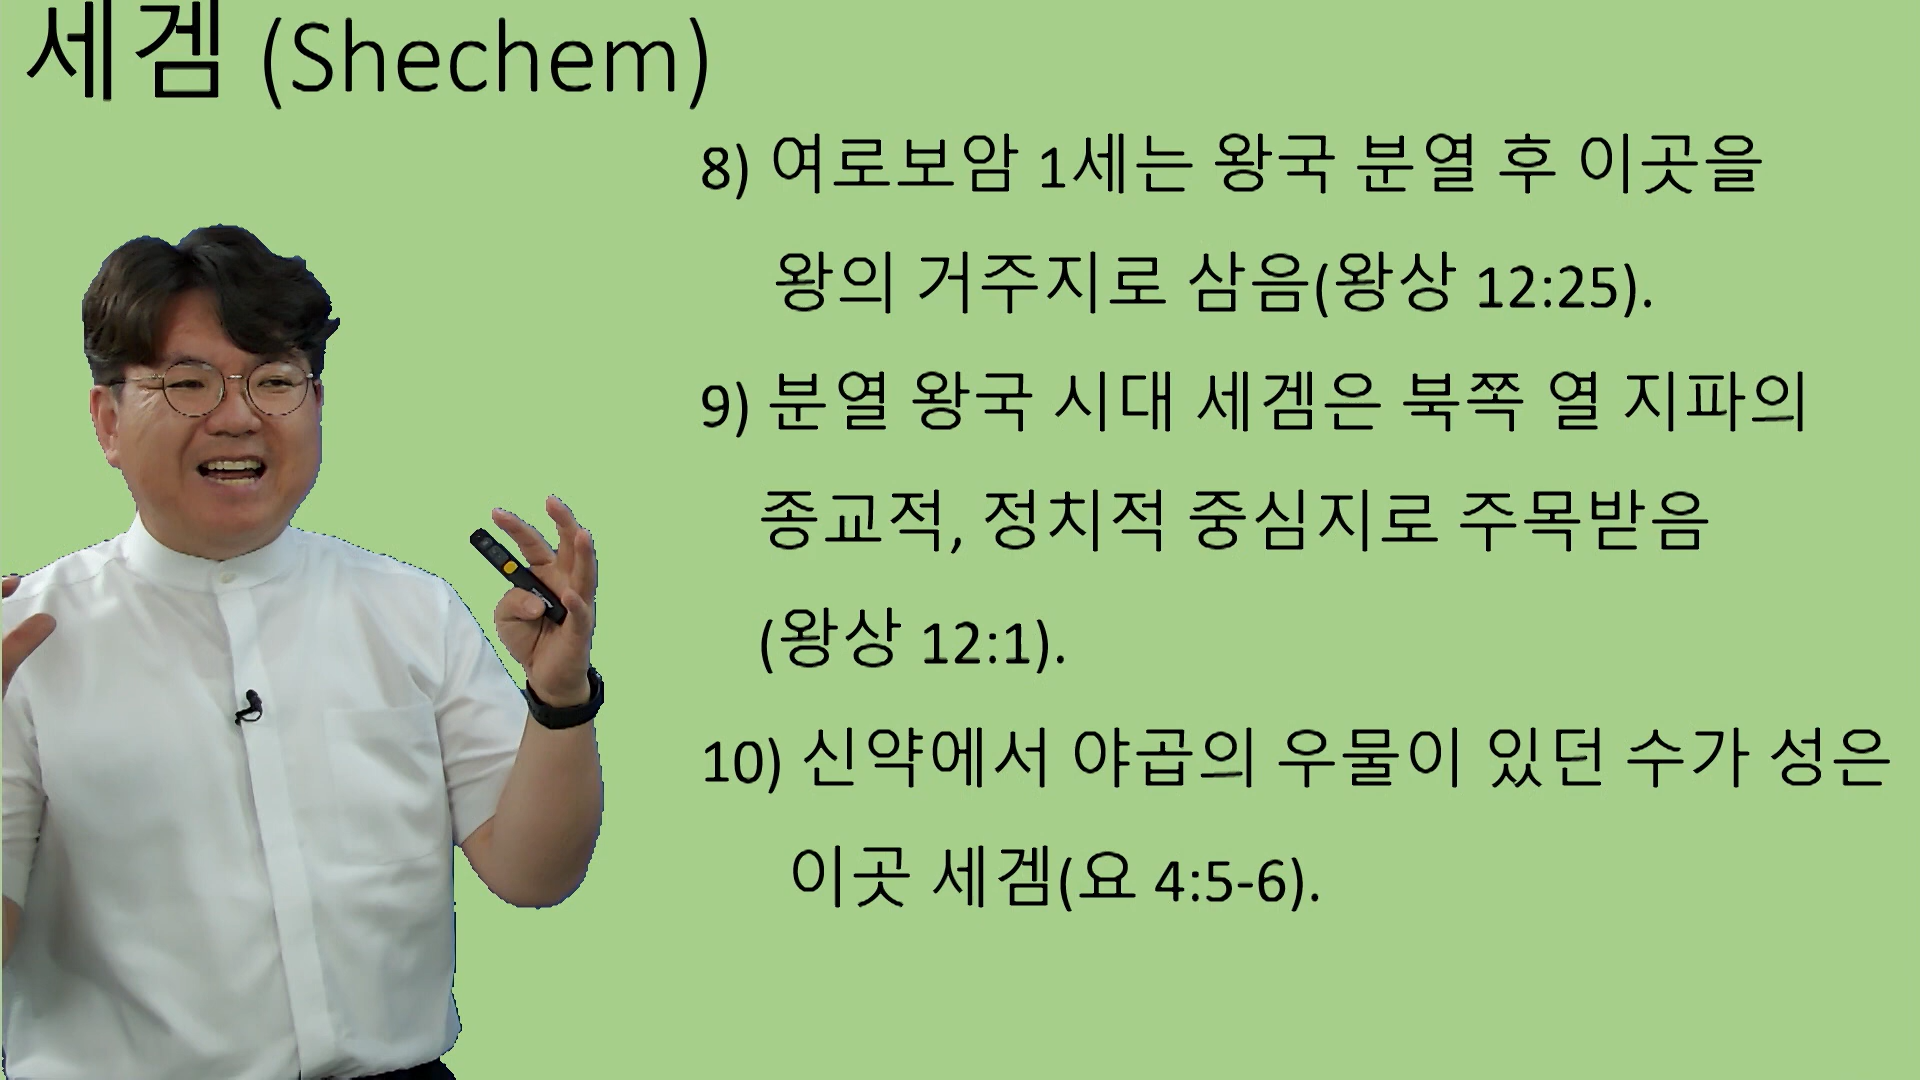 세겜 (Shechem)
8) 여로보암 1세는 왕국 분열 후 이곳을
왕의 거주지로 삼음(왕상 12:25).
9) 분열 왕국 시대 세겜은 북쪽 열 지파의
종교적, 정치적 중심지로 주목받음
(왕상 12:1).
10) 신약에서 야곱의 우물이 있던 수가 성은
이곳 세겜(요 4:5-6).